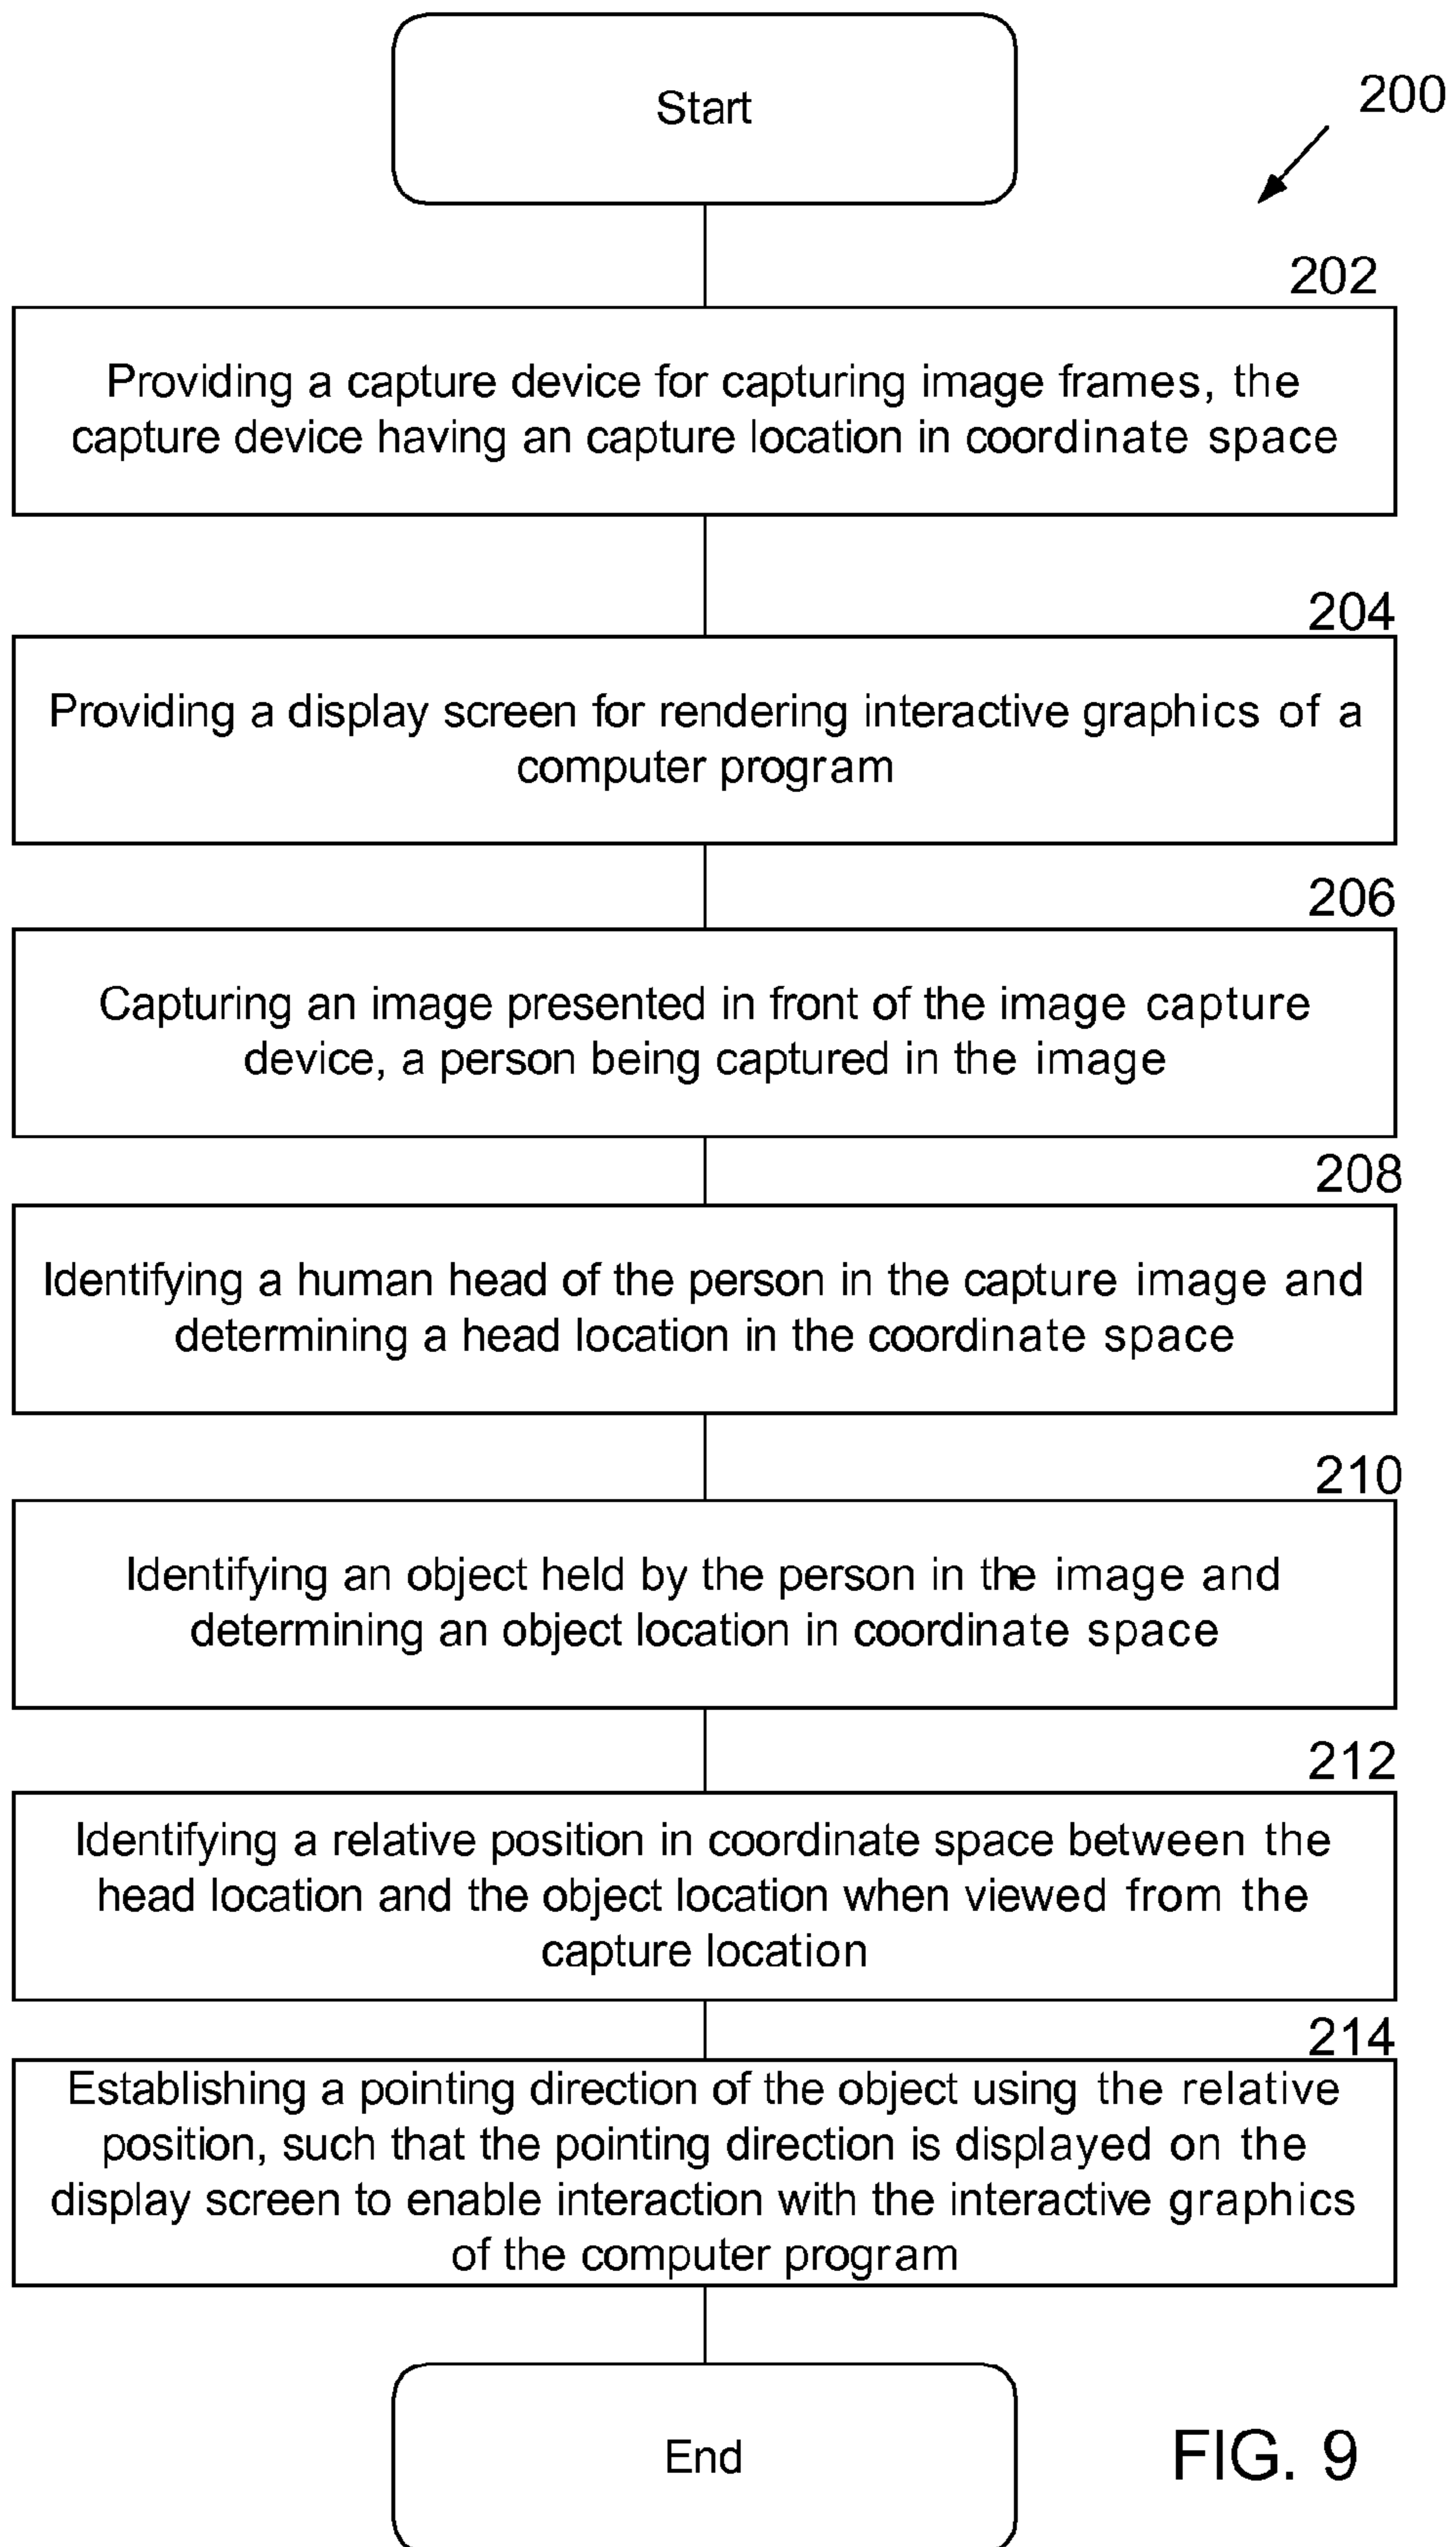 Start
200
202
Providing a capture device for capturing image frames, the
capture device having an capture location in coordinate space
204
Providing a display screen for rendering interactive graphics of a
computer program
206
Capturing an image presented in front of the image capture
device, a person being captured in the image
208
Identifying a human head of the person in the capture image and
determining a head location in the coordinate space
210
Identifying an object held by the person in the image and
determining an object location in coordinate space
212
Identifying a relative position in coordinate space between the
head location and the object location when viewed from the
capture location
214
Establishing a pointing direction of the object using the relative
position, such that the pointing direction is displayed on the
display screen to enable interaction with the interactive graphics
of the computer program
End
FIG. 9